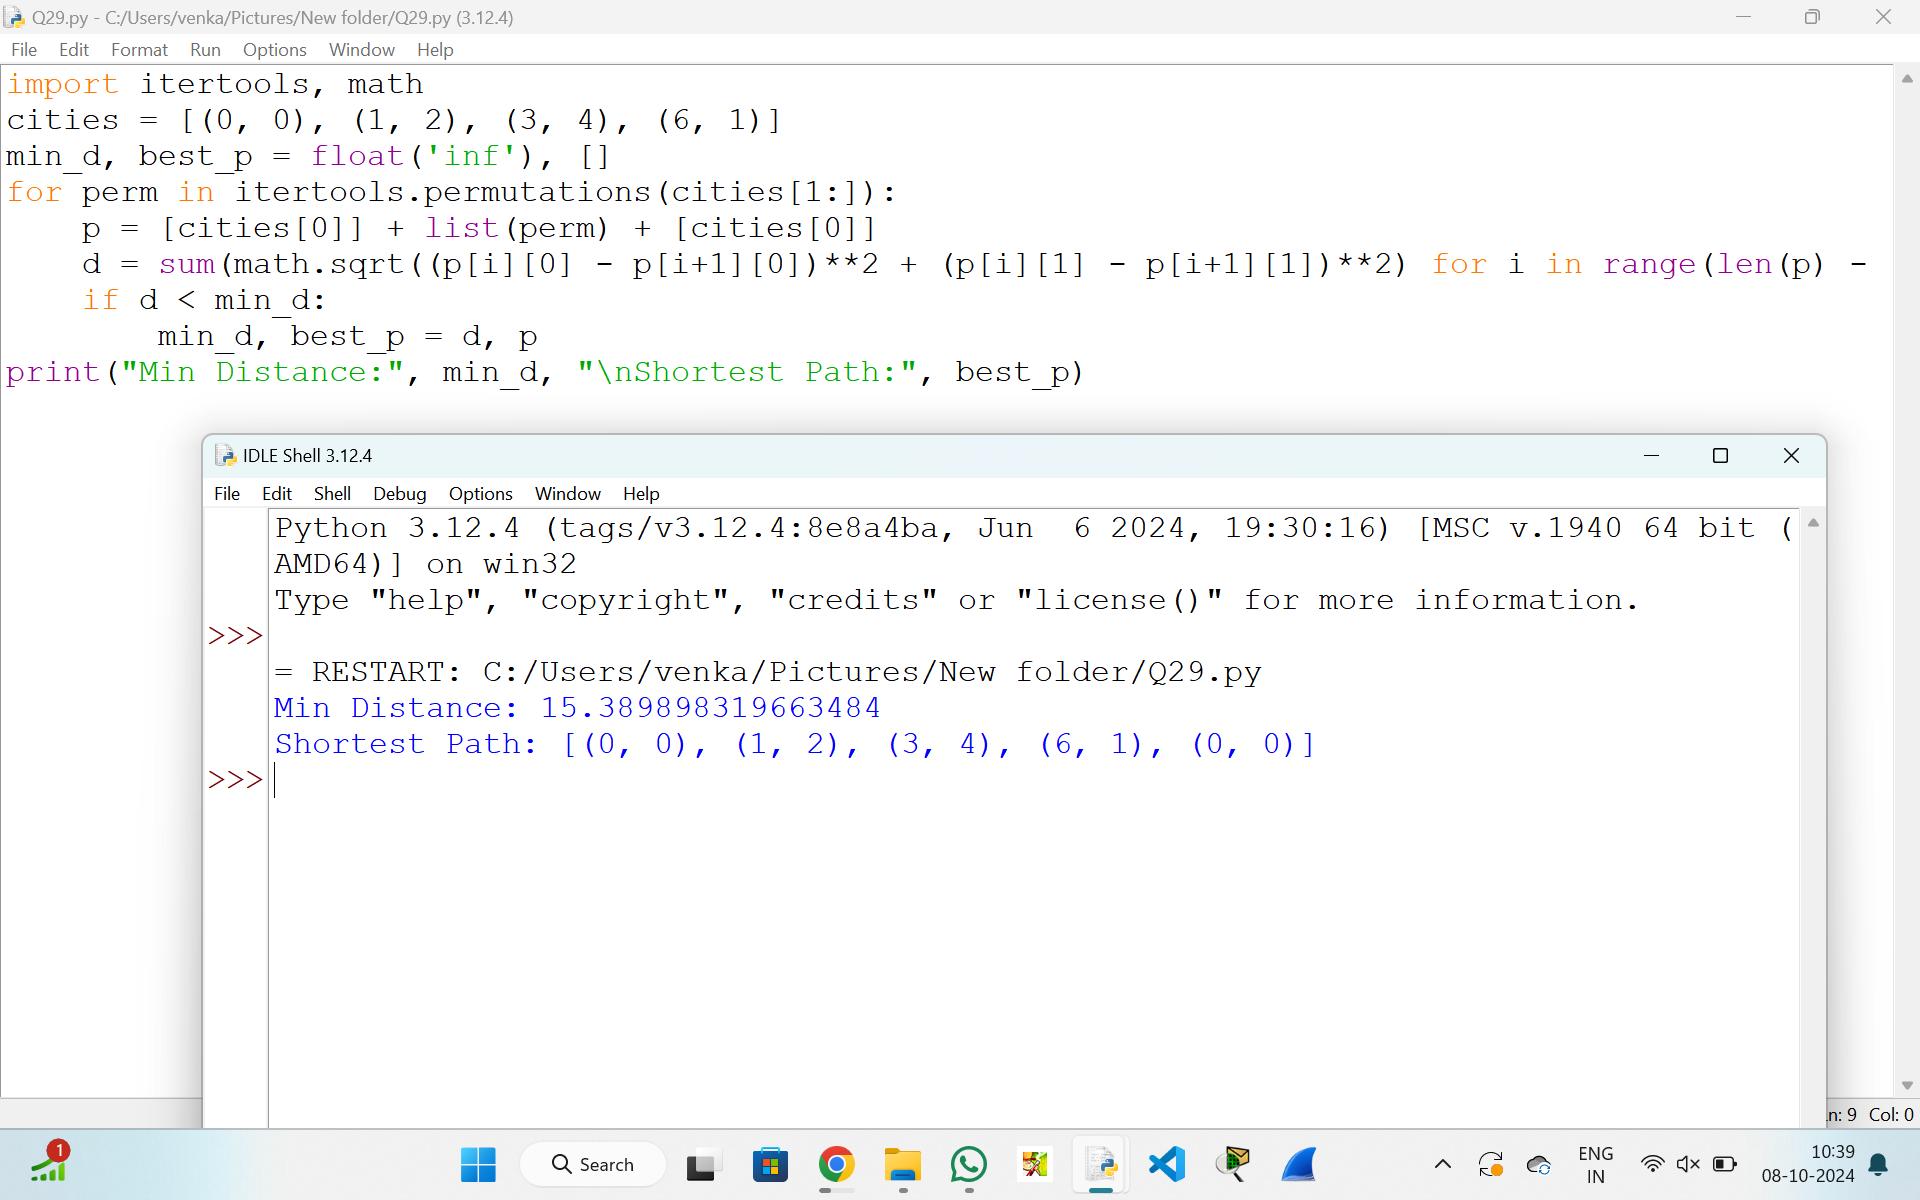 Q29.py - C:/Users/venka/Pictures/New folder/Q29.py (3.12.4)
File Edit Format Run Options Window Help
import itertools, math
cities = [(0, 0), (1, 2), (3, 4), (6, 1)]
min_d, best_p = float('inf'), []
for perm in itertools.permutations(cities[1:]):
    p = [cities[0]] + list(perm) + [cities[0]]
    d = sum(math.sqrt((p[i][0] - p[i+1][0])**2 + (p[i][1] - p[i+1][1])**2) for i in range(len(p) -
    if d < min_d:
        min_d, best_p = d, p
print("Min Distance:", min_d, "\nShortest Path:", best_p)
IDLE Shell 3.12.4
File Edit Shell Debug Options Window Help
Python 3.12.4 (tags/v3.12.4:8e8a4ba, Jun  6 2024, 19:30:16) [MSC v.1940 64 bit (
AMD64)] on win32
Type "help", "copyright", "credits" or "license()" for more information.
>>>
= RESTART: C:/Users/venka/Pictures/New folder/Q29.py
Min Distance: 15.389898319663484
Shortest Path: [(0, 0), (1, 2), (3, 4), (6, 1), (0, 0)]
>>>
n: 9 Col: 0
1
Search
ENG
IN
10:39
08-10-2024